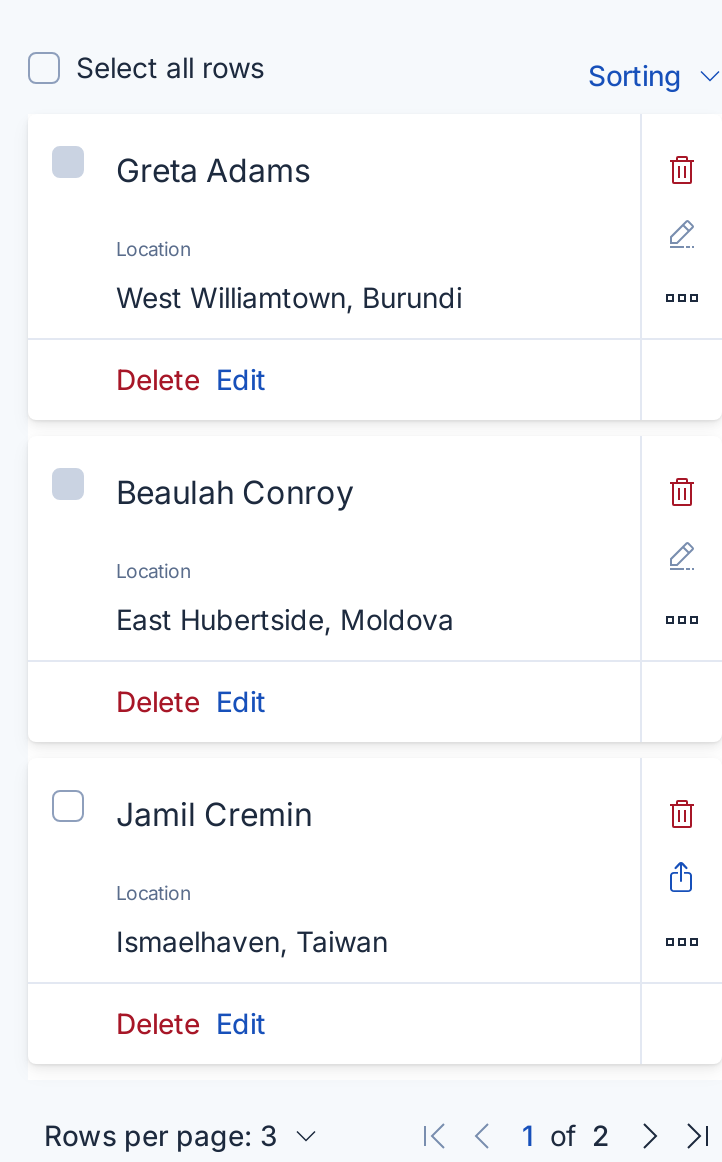 Select all rows
Sorting
Greta Adams
Location
West Williamtown, Burundi
Delete Edit
Beaulah Conroy
Location
East Hubertside, Moldova
Delete Edit
Jamil Cremin
Location
Ismaelhaven, Taiwan
Delete Edit
Rows per page: 3 1 of 2